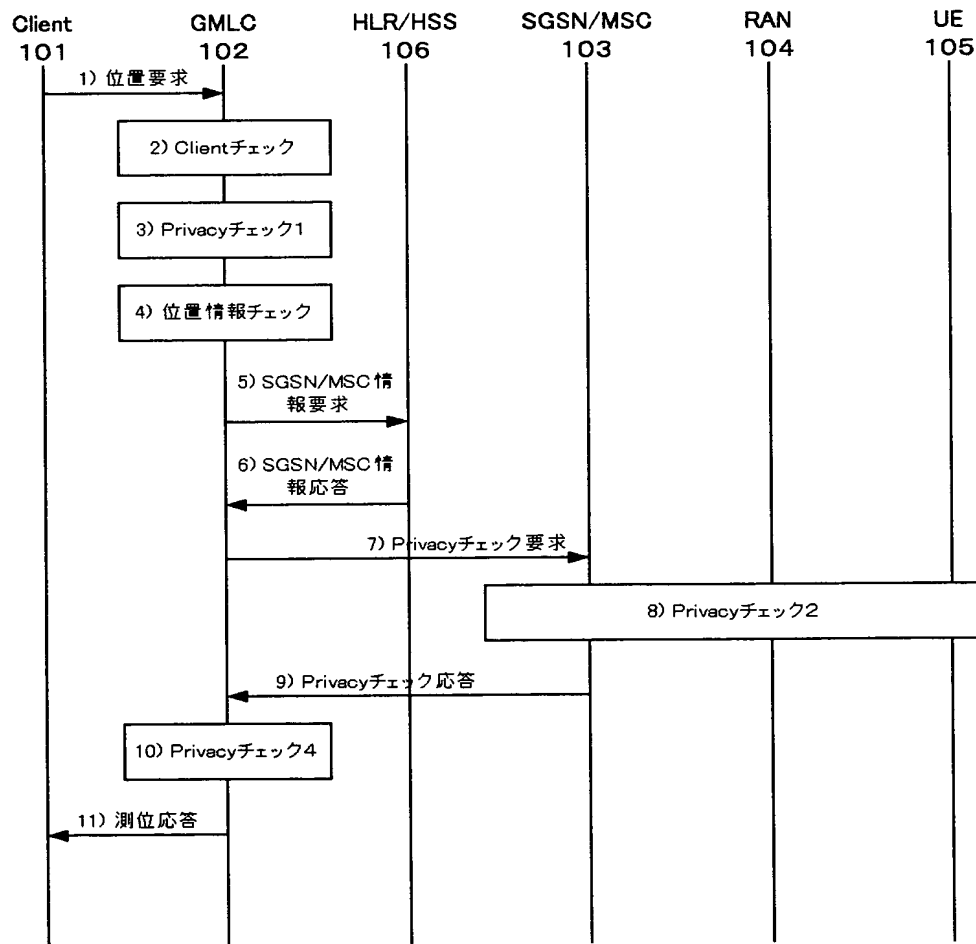 Client GMLC HLR/HSS SGSN/MSC RAN UE
101 102 106 103 104 105
1) 位置要求
2) Clientチェック
3) Privacyチェック1
4) 位置情報チェック
5) SGSN/MSC情
報要求
6) SGSN/MSC情
報応答
7) Privacyチェック要求
8) Privacyチェック2
9) Privacyチェック応答
10) Privacyチェック4
11) 測位応答